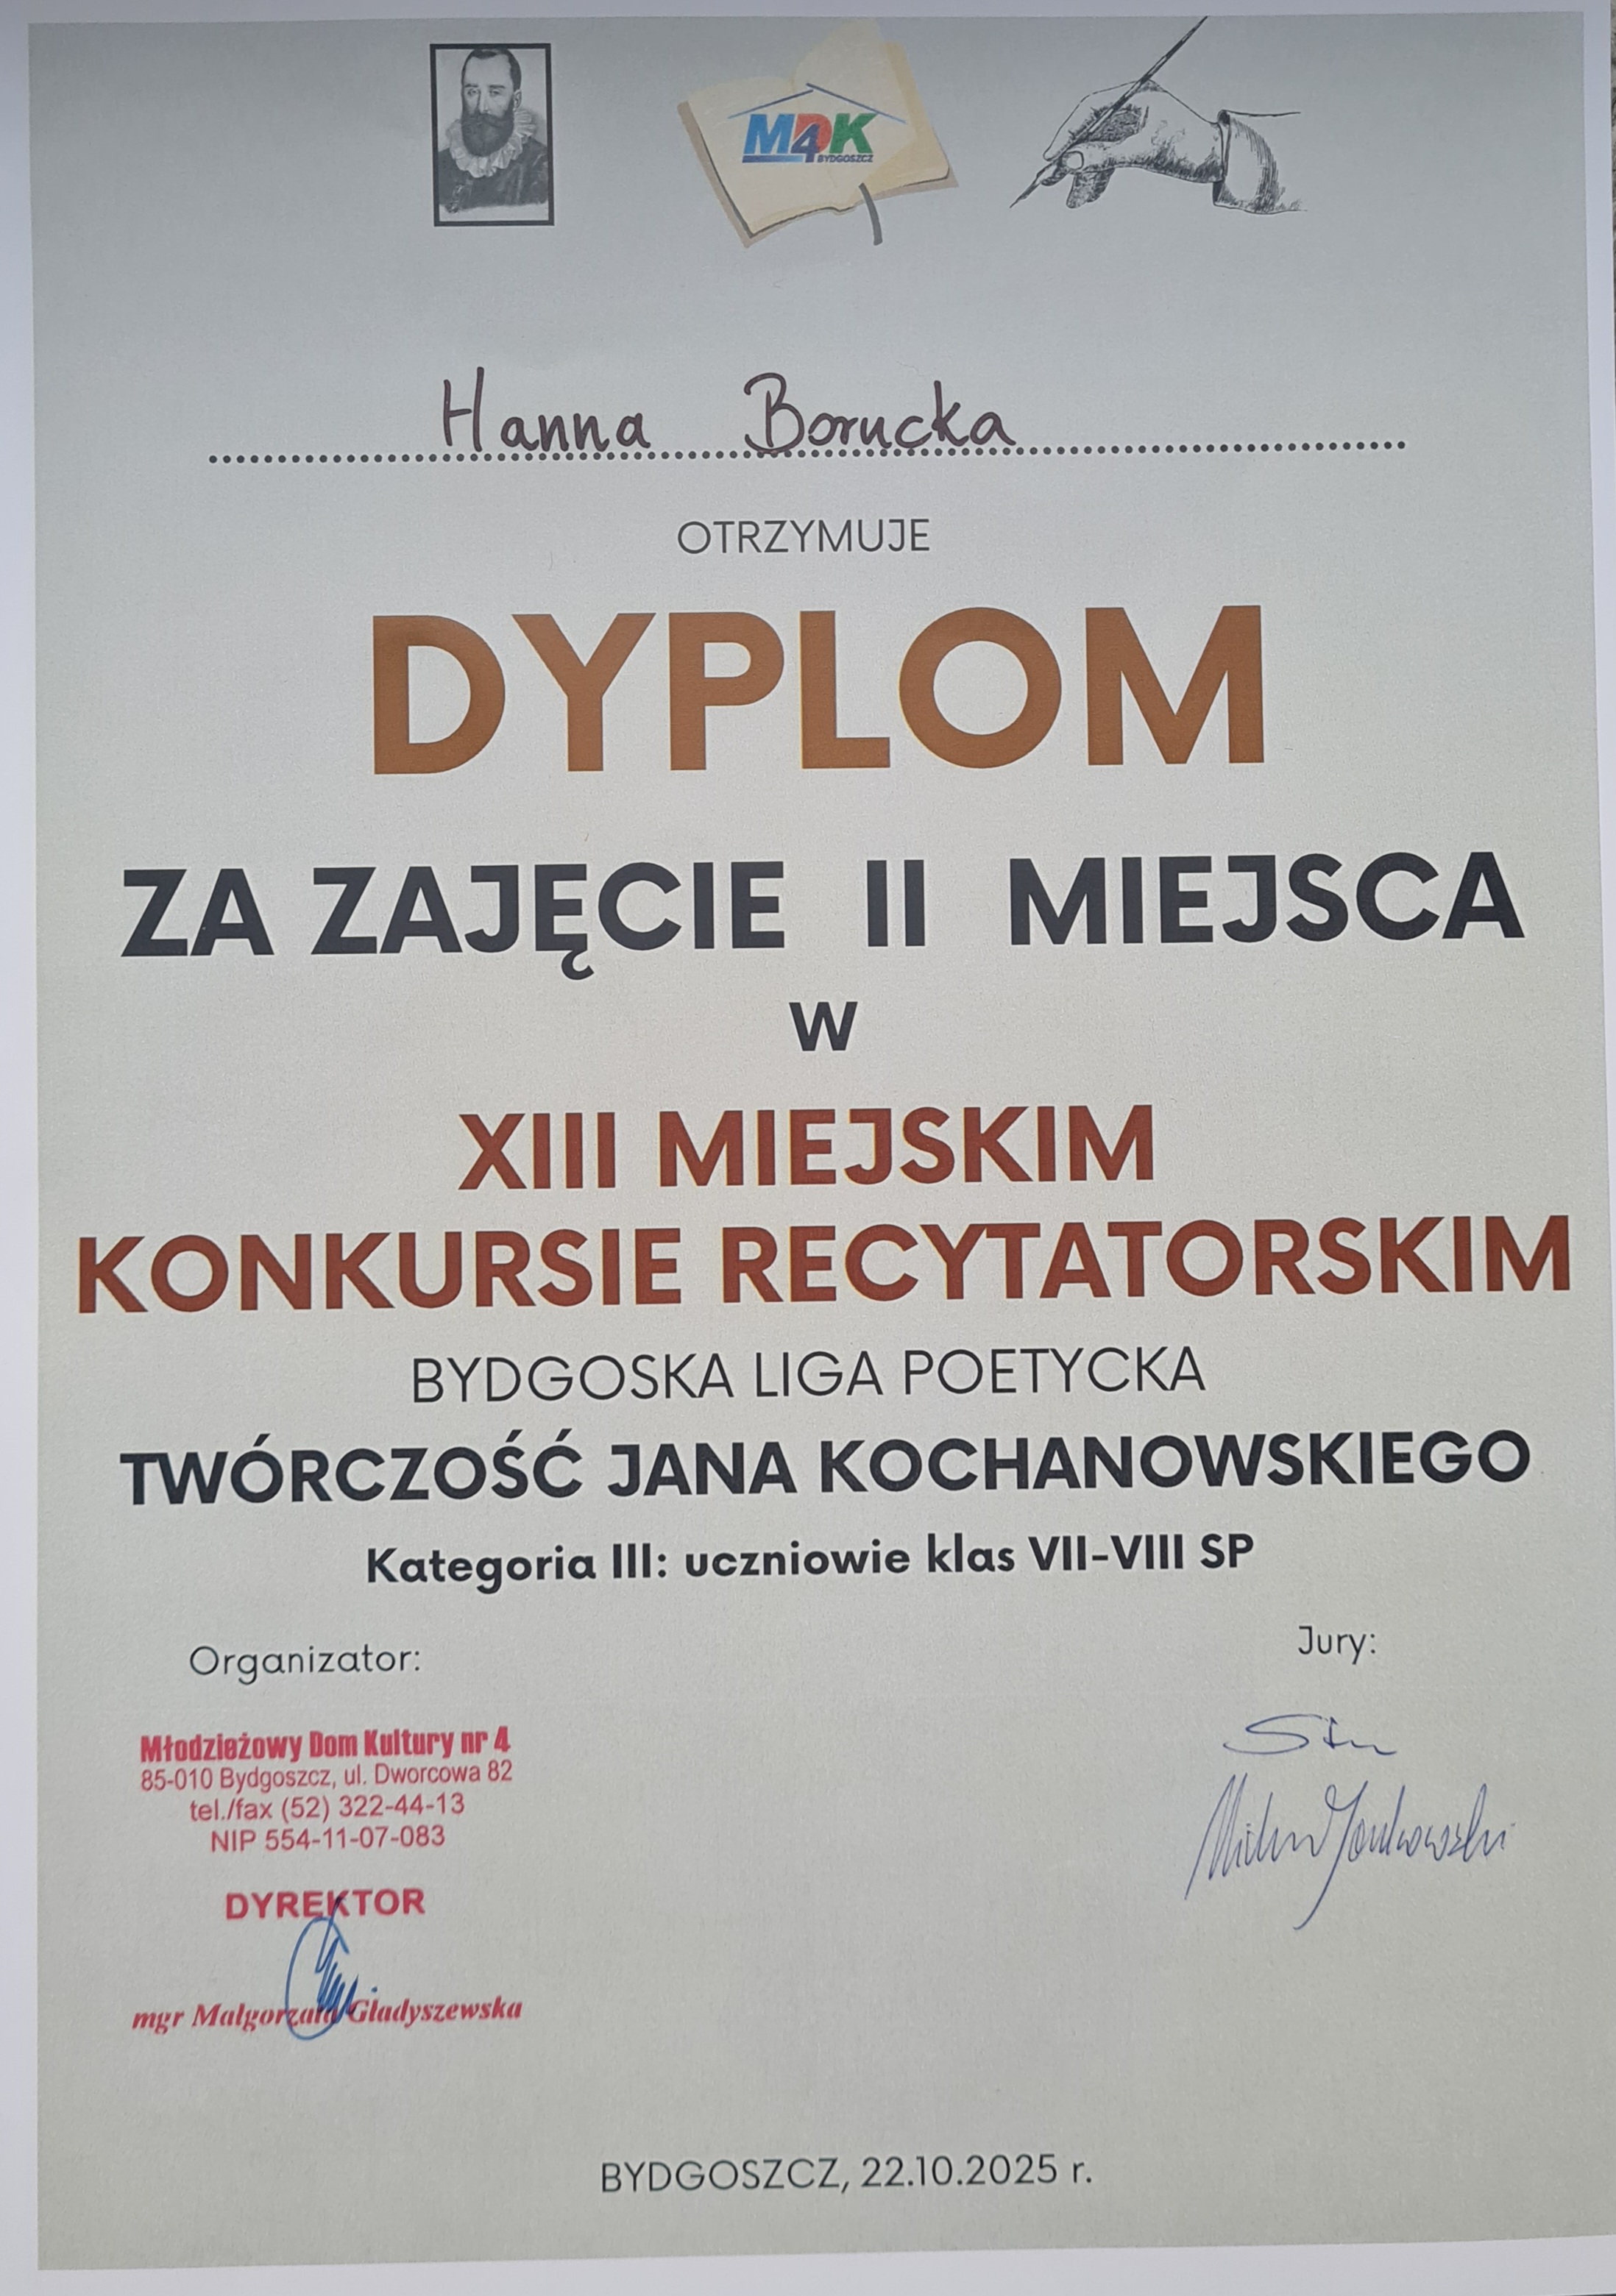 MDK
4
BYDGOSZCZ
Hanna Borucka
OTRZYMUJE
DYPLOM
ZA ZAJĘCIE II MIEJSCA
W
XIII MIEJSKIM
KONKURSIE RECYTATORSKIM
BYDGOSKA LIGA POETYCKA
TWÓRCZOŚĆ JANA KOCHANOWSKIEGO
Kategoria III: uczniowie klas VII-VIII SP
Organizator:
Jury:
Młodzieżowy Dom Kultury nr 4
85-010 Bydgoszcz, ul. Dworcowa 82
tel./fax (52) 322-44-13
NIP 554-11-07-083
DYREKTOR
mgr Małgorzata Gładyszewska
BYDGOSZCZ, 22.10.2025 r.